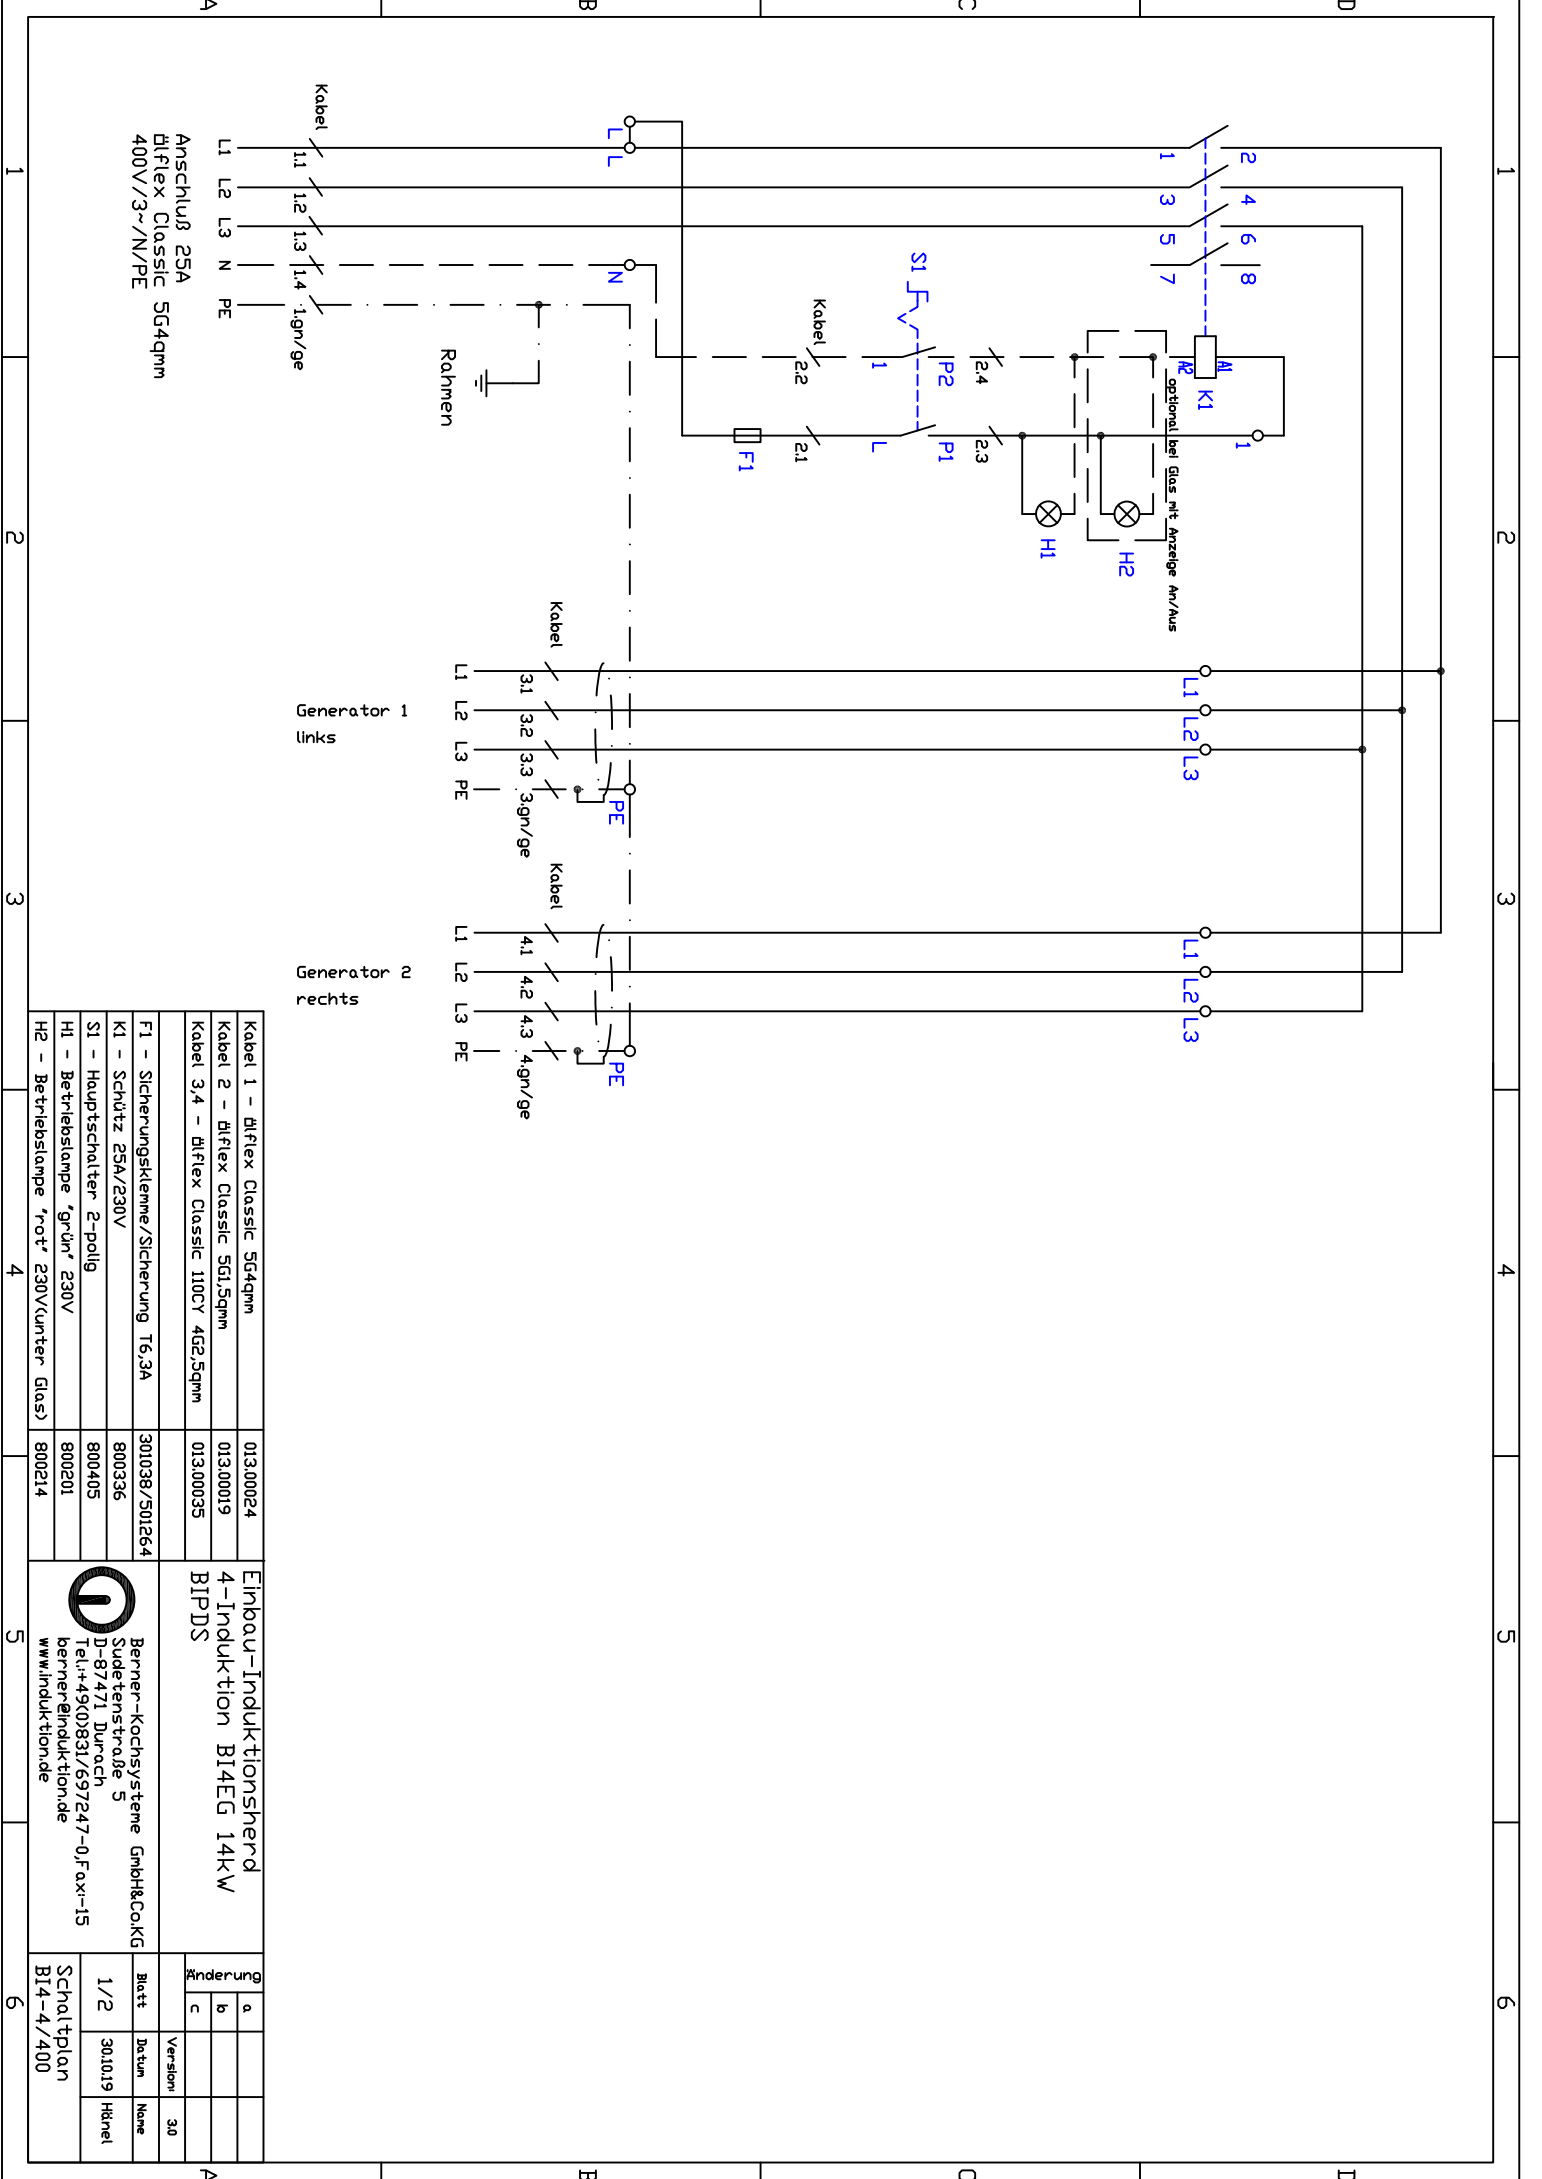 A
B
C
D
1
2
3
4
5
6
1
2
3
4
5
6
A
B
C
D
2
4
6
8
1
3
5
7
A1
A2
K1
1
optional bei Glas mit Anzeige An/Aus
H2
H1
2.4
2.3
P2
P1
S1
1
L
Kabel
2.2
2.1
F1
L
L
N
Rahmen
Kabel
1.1
1.2
1.3
1.4
1.gn/ge
L1
L2
L3
N
PE
Anschluß 25A
Ölflex Classic 5G4qmm
400V/3~/N/PE
L1
L2
L3
PE
Kabel
3.1
3.2
3.3
3.gn/ge
L1
L2
L3
PE
Generator 1
links
L1
L2
L3
PE
Kabel
4.1
4.2
4.3
4.gn/ge
L1
L2
L3
PE
Generator 2
rechts
Kabel 1 - Ölflex Classic 5G4qmm 013.00024
Kabel 2 - Ölflex Classic 5G1,5qmm 013.00019
Kabel 3,4 - Ölflex Classic 110CY 4G2,5qmm 013.00035
F1 - Sicherungsklemme/Sicherung T6,3A 301038/501264
K1 - Schütz 25A/230V 800336
S1 - Hauptschalter 2-polig 800405
H1 - Betriebslampe "grün" 230V 800201
H2 - Betriebslampe "rot" 230V(unter Glas) 800214
Einbau-Induktionsherd
4-Induktion BI4EG 14kW
BIPDS
Berner-Kochsysteme GmbH&Co.KG
Sudetenstraße 5
D-87471 Durach
Tel.:+49(0)831/697247-0,Fax:-15
berner@induktion.de
www.induktion.de
Änderung
a
b
c
Version: 3.0
Blatt Datum Name
1/2 30.10.19 Hänel
Schaltplan
BI4-4/400